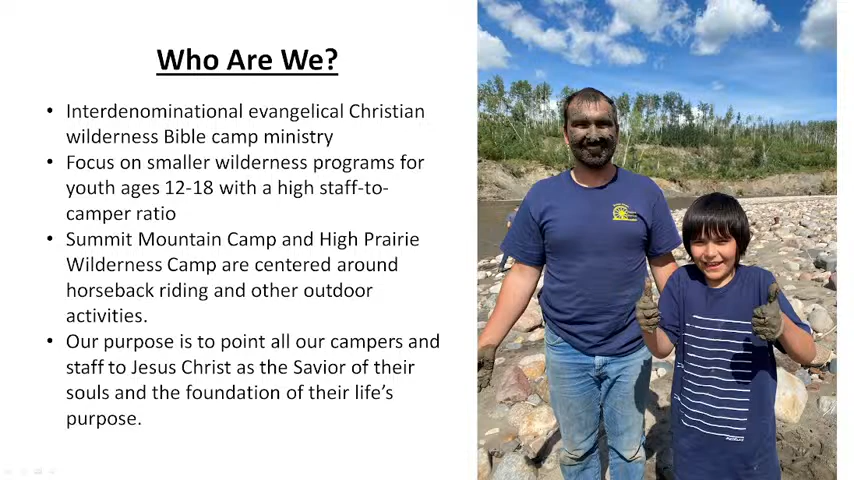 Who Are We?
• Interdenominational evangelical Christian
wilderness Bible camp ministry
• Focus on smaller wilderness programs for
youth ages 12-18 with a high staff-to-
camper ratio
• Summit Mountain Camp and High Prairie
Wilderness Camp are centered around
horseback riding and other outdoor
activities.
• Our purpose is to point all our campers and
staff to Jesus Christ as the Savior of their
souls and the foundation of their life’s
purpose.